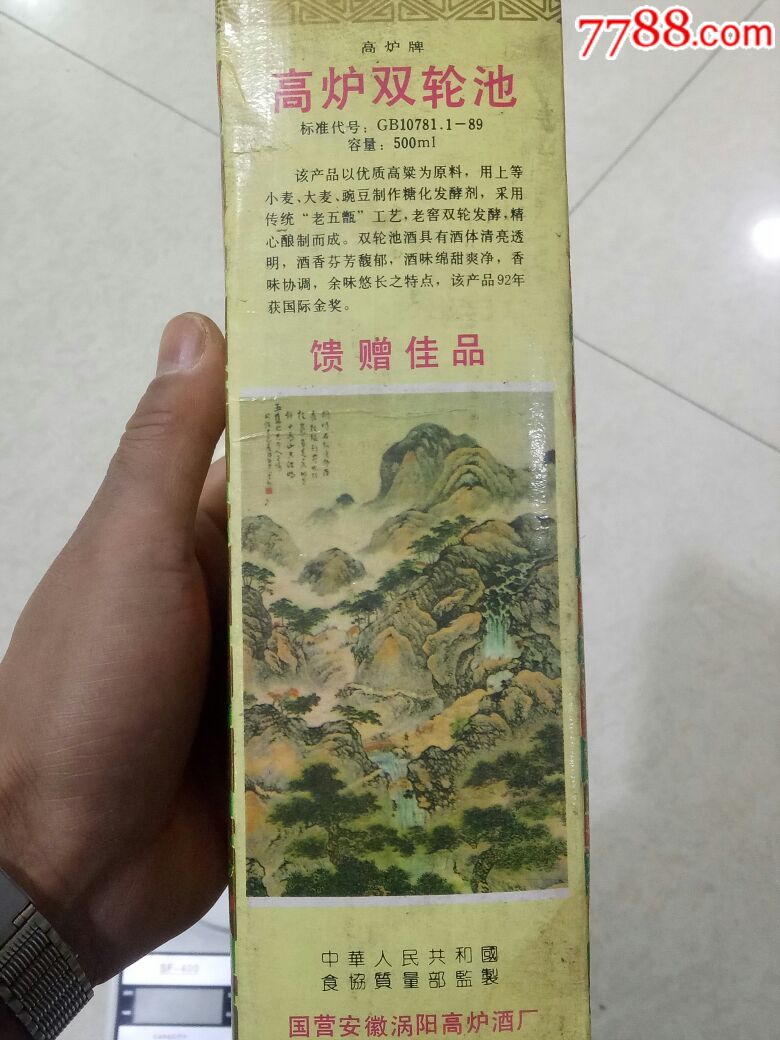 7788.com
高炉牌
高炉双轮池
标准代号：GB10781.1-89
容量：500ml
该产品以优质高粱为原料，用上等
小麦、大麦、豌豆制作糖化发酵剂，采用
传统“老五甑”工艺，老窖双轮发酵，精
心酿制而成。双轮池酒具有酒体清亮透
明，酒香芬芳馥郁，酒味绵甜爽净，香
味协调，余味悠长之特点，该产品92年
获国际金奖。
馈赠佳品
中華人民共和國
食協質量部監製
国营安徽涡阳高炉酒厂
SF-400
CAPACITY